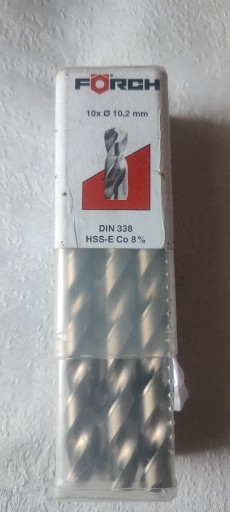 FÖRCH
10x Ø 10,2 mm
DIN 338
HSS-E Co 8%